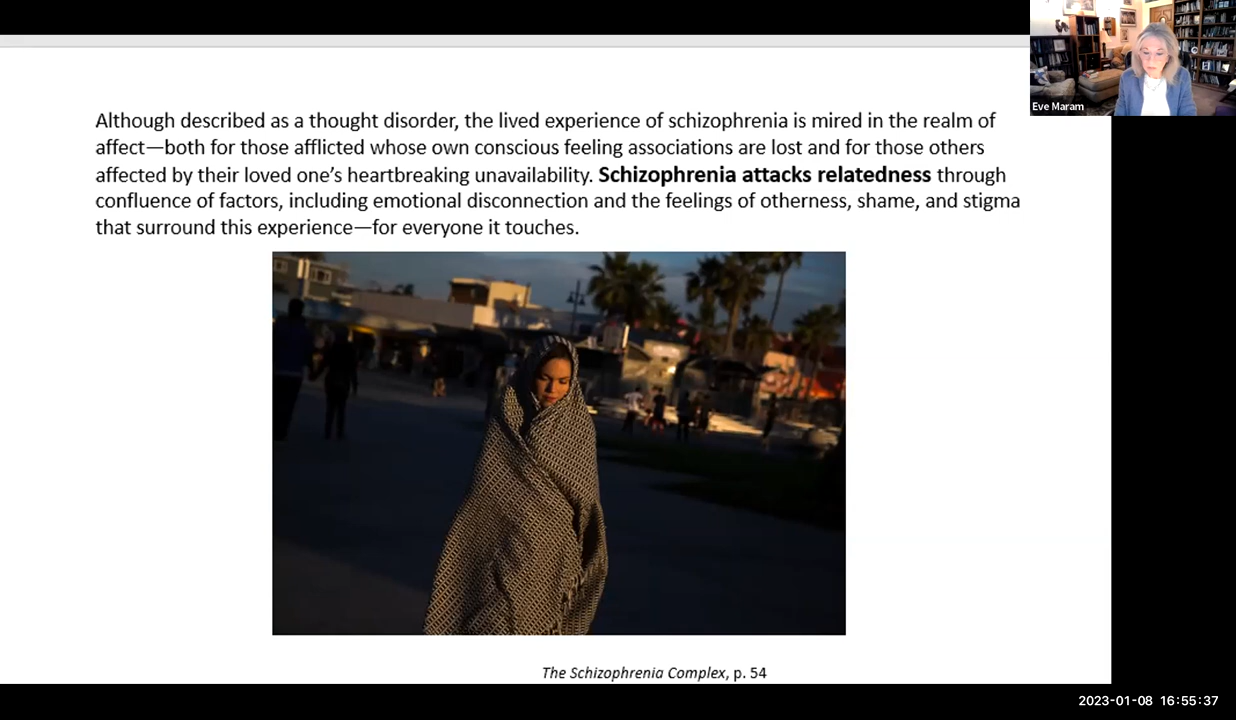 Eve Maram
Although described as a thought disorder, the lived experience of schizophrenia is mired in the realm of
affect—both for those afflicted whose own conscious feeling associations are lost and for those others
affected by their loved one’s heartbreaking unavailability. Schizophrenia attacks relatedness through
confluence of factors, including emotional disconnection and the feelings of otherness, shame, and stigma
that surround this experience—for everyone it touches.
The Schizophrenia Complex, p. 54
2023-01-08 16:55:37